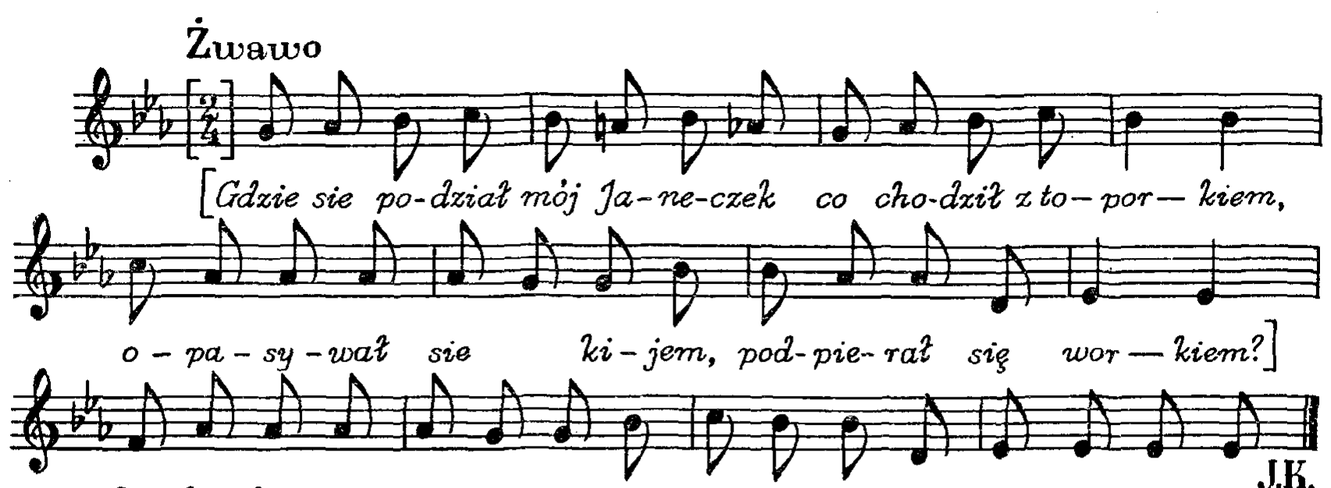 Żwawo
[2/4]
[Gdzie sie po-dział mój Ja-ne-czek co cho-dził z to-por-kiem,
o-pa-sy-wał sie ki-jem, pod-pie-rał się wor-kiem?]
J.K.